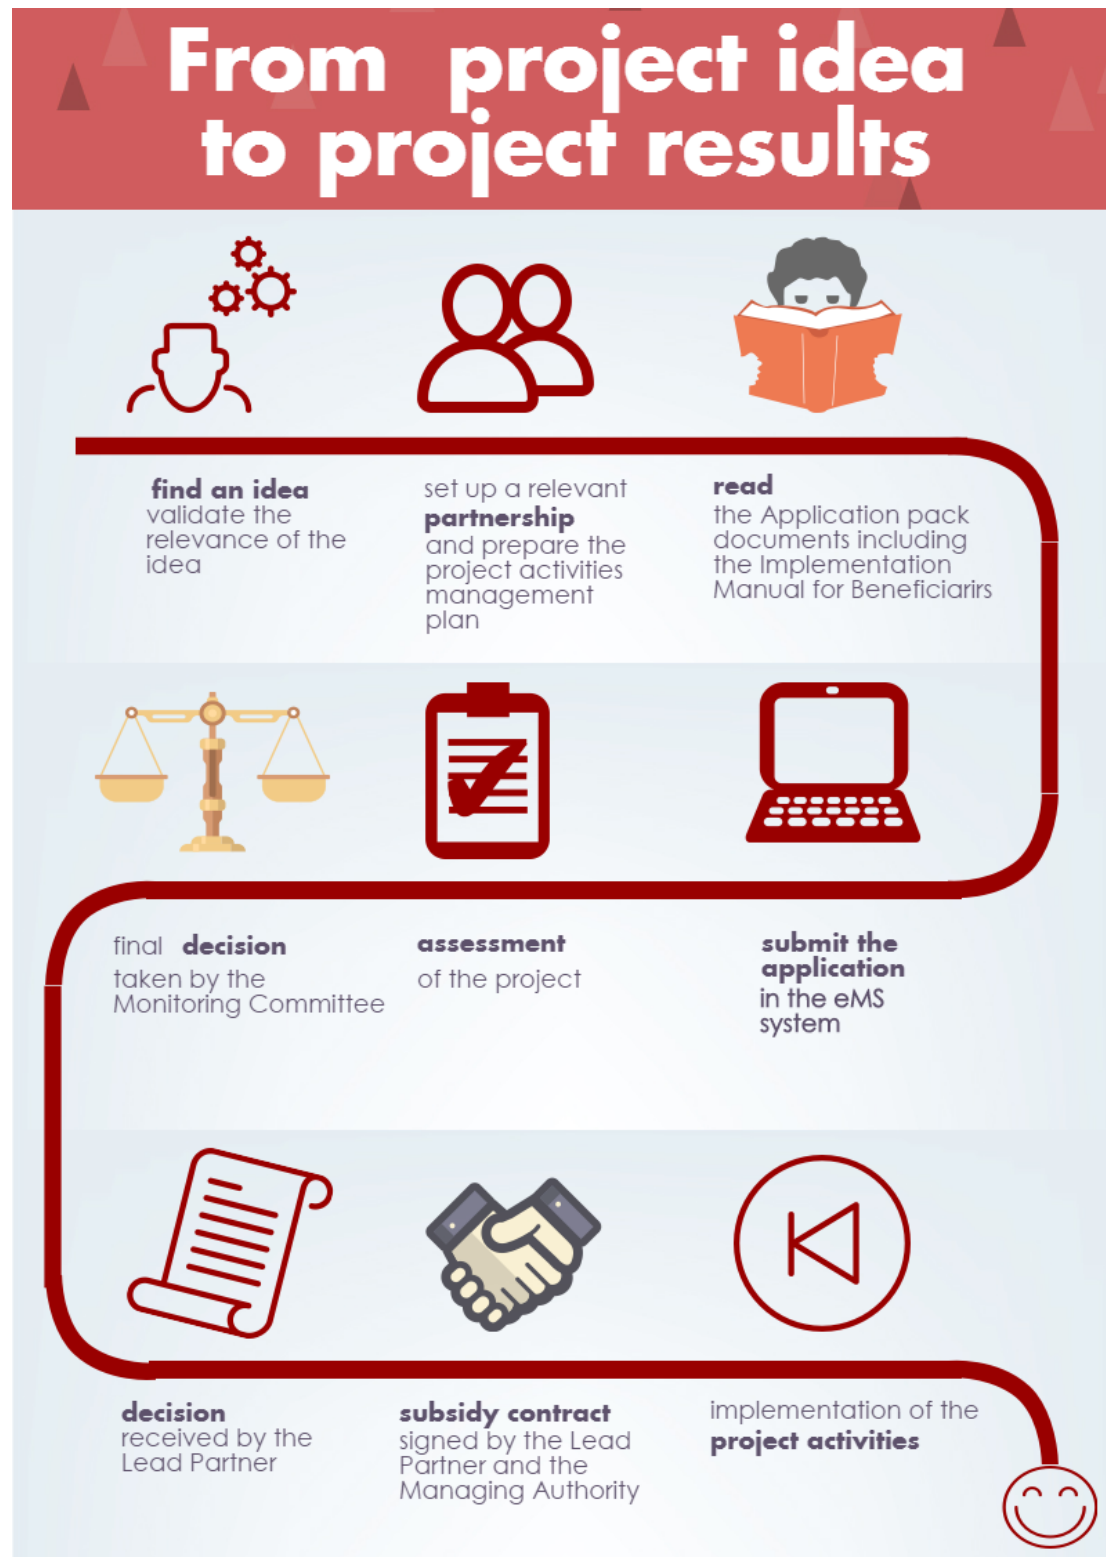 From project idea
to project results
find an idea
validate the
relevance of the
idea
set up a relevant
partnership
and prepare the
project activities
management
plan
read
the Application pack
documents including
the Implementation
Manual for Beneficiarirs
submit the
application
in the eMS
system
assessment
of the project
final decision
taken by the
Monitoring Committee
decision
received by the
Lead Partner
subsidy contract
signed by the Lead
Partner and the
Managing Authority
implementation of the
project activities